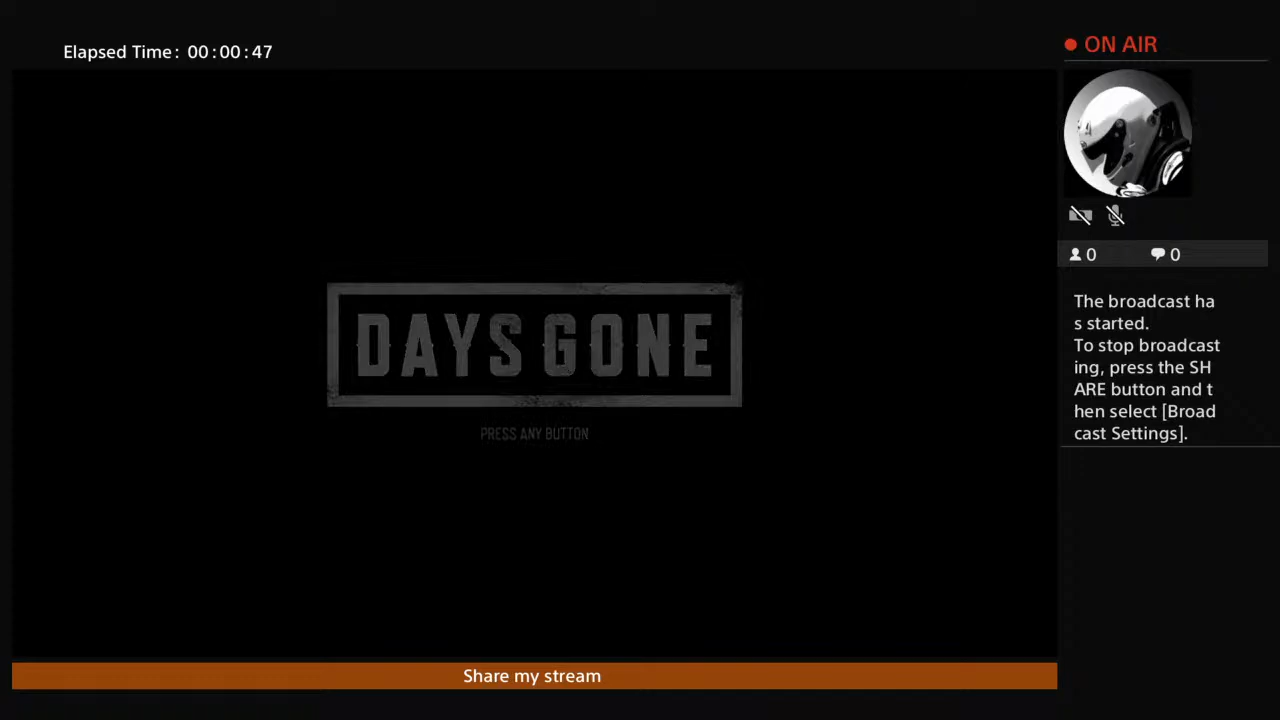 Elapsed Time: 00:00:47
ON AIR
0 0
The broadcast ha
s started.
To stop broadcast
ing, press the SH
ARE button and t
hen select [Broad
cast Settings].
DAYS GONE
PRESS ANY BUTTON
Share my stream